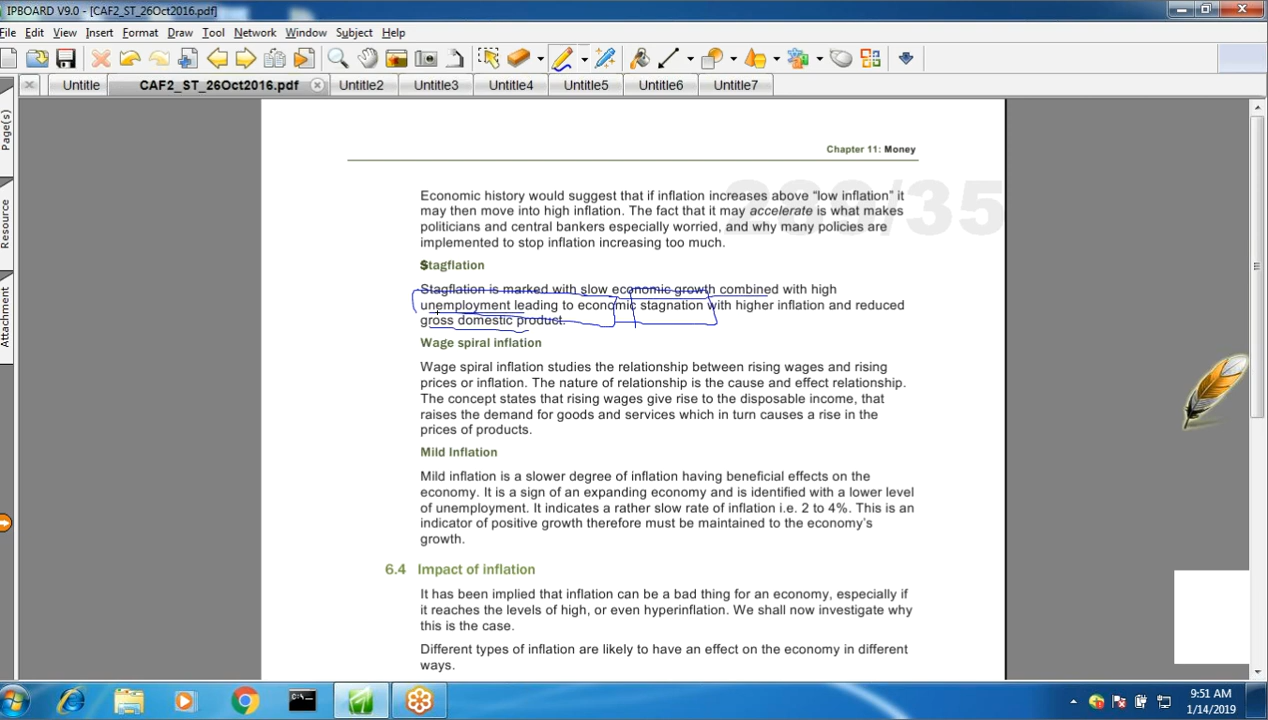 IPBOARD V9.0 - [CAF2_ST_26Oct2016.pdf]
File Edit View Insert Format Draw Tool Network Window Subject Help
Untitle CAF2_ST_26Oct2016.pdf Untitle2 Untitle3 Untitle4 Untitle5 Untitle6 Untitle7
Page(s)
Resource
Attachment
Chapter 11: Money
289/35
Economic history would suggest that if inflation increases above “low inflation” it
may then move into high inflation. The fact that it may accelerate is what makes
politicians and central bankers especially worried, and why many policies are
implemented to stop inflation increasing too much.
Stagflation
Stagflation is marked with slow economic growth combined with high
unemployment leading to economic stagnation with higher inflation and reduced
gross domestic product.
Wage spiral inflation
Wage spiral inflation studies the relationship between rising wages and rising
prices or inflation. The nature of relationship is the cause and effect relationship.
The concept states that rising wages give rise to the disposable income, that
raises the demand for goods and services which in turn causes a rise in the
prices of products.
Mild Inflation
Mild inflation is a slower degree of inflation having beneficial effects on the
economy. It is a sign of an expanding economy and is identified with a lower level
of unemployment. It indicates a rather slow rate of inflation i.e. 2 to 4%. This is an
indicator of positive growth therefore must be maintained to the economy’s
growth.
6.4 Impact of inflation
It has been implied that inflation can be a bad thing for an economy, especially if
it reaches the levels of high, or even hyperinflation. We shall now investigate why
this is the case.
Different types of inflation are likely to have an effect on the economy in different
ways.
9:51 AM
1/14/2019